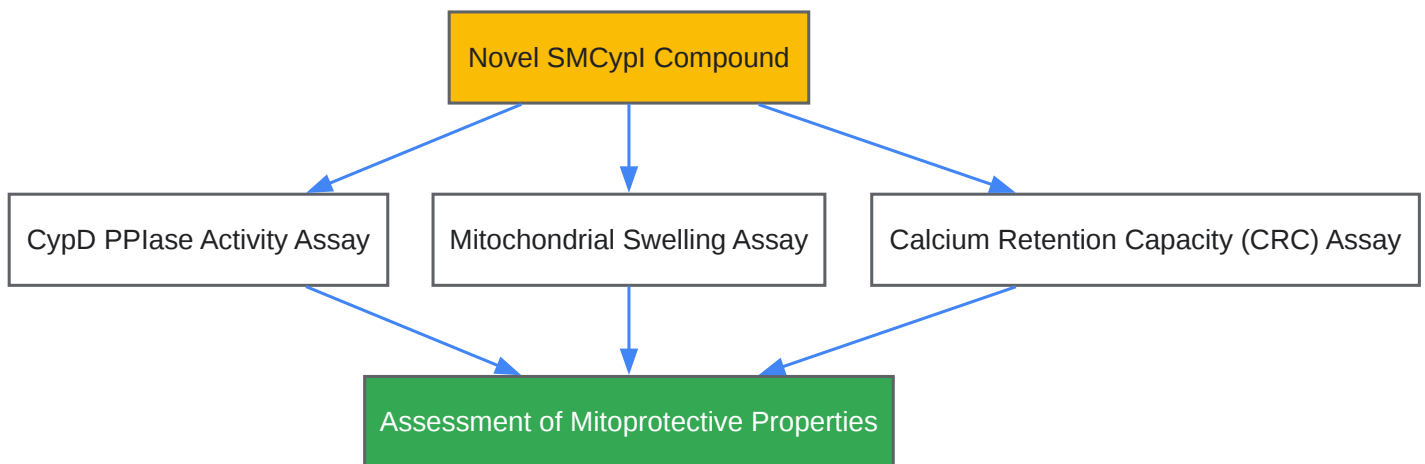 Novel SMCypI Compound
CypD PPIase Activity Assay
Mitochondrial Swelling Assay
Calcium Retention Capacity (CRC) Assay
Assessment of Mitoprotective Properties